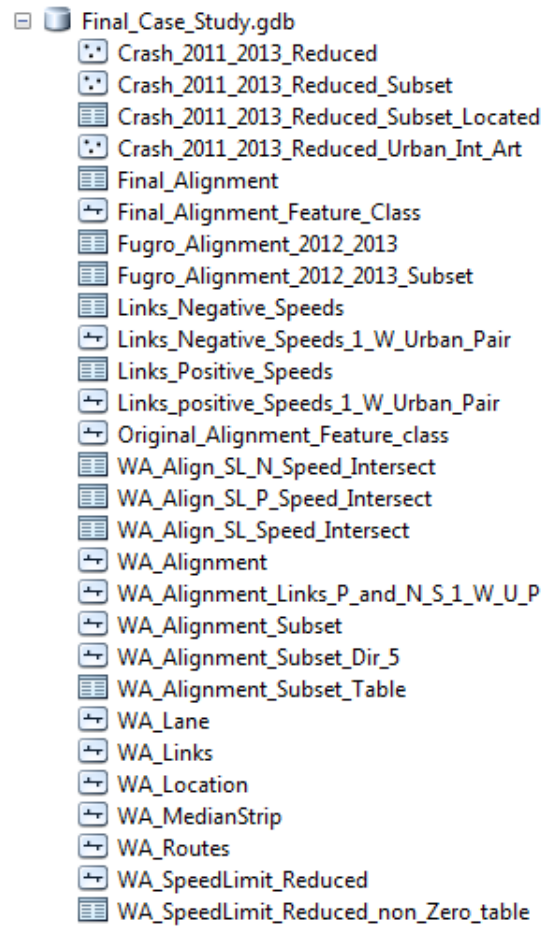 Final_Case_Study.gdb
Crash_2011_2013_Reduced
Crash_2011_2013_Reduced_Subset
Crash_2011_2013_Reduced_Subset_Located
Crash_2011_2013_Reduced_Urban_Int_Art
Final_Alignment
Final_Alignment_Feature_Class
Fugro_Alignment_2012_2013
Fugro_Alignment_2012_2013_Subset
Links_Negative_Speeds
Links_Negative_Speeds_1_W_Urban_Pair
Links_Positive_Speeds
Links_positive_Speeds_1_W_Urban_Pair
Original_Alignment_Feature_class
WA_Align_SL_N_Speed_Intersect
WA_Align_SL_P_Speed_Intersect
WA_Align_SL_Speed_Intersect
WA_Alignment
WA_Alignment_Links_P_and_N_S_1_W_U_P
WA_Alignment_Subset
WA_Alignment_Subset_Dir_5
WA_Alignment_Subset_Table
WA_Lane
WA_Links
WA_Location
WA_MedianStrip
WA_Routes
WA_SpeedLimit_Reduced
WA_SpeedLimit_Reduced_non_Zero_table